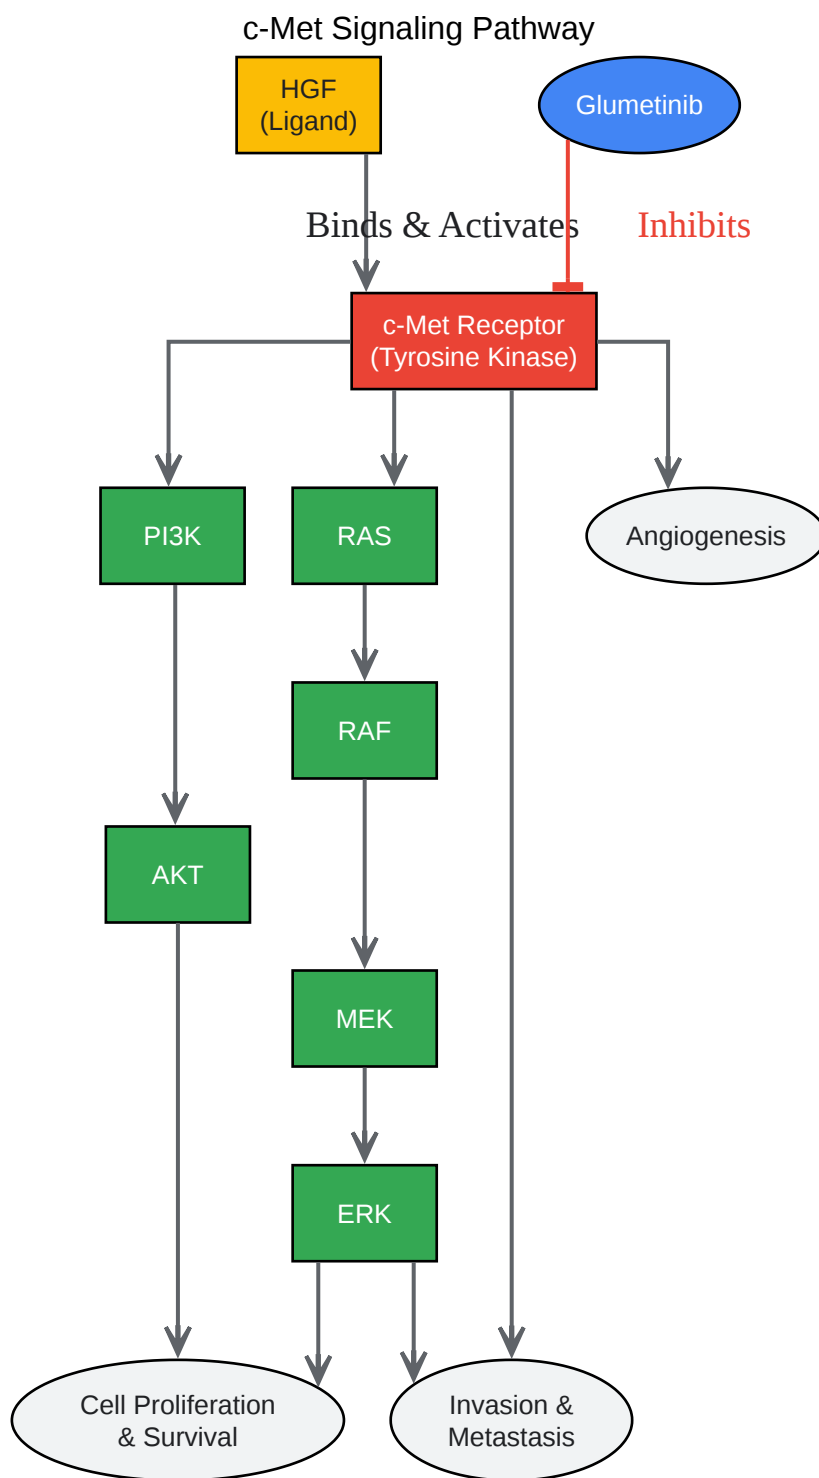 c-Met Signaling Pathway
HGF
(Ligand)
Glumetinib
Binds & Activates
Inhibits
c-Met Receptor
(Tyrosine Kinase)
PI3K
RAS
Angiogenesis
RAF
AKT
MEK
ERK
Cell Proliferation
& Survival
Invasion &
Metastasis